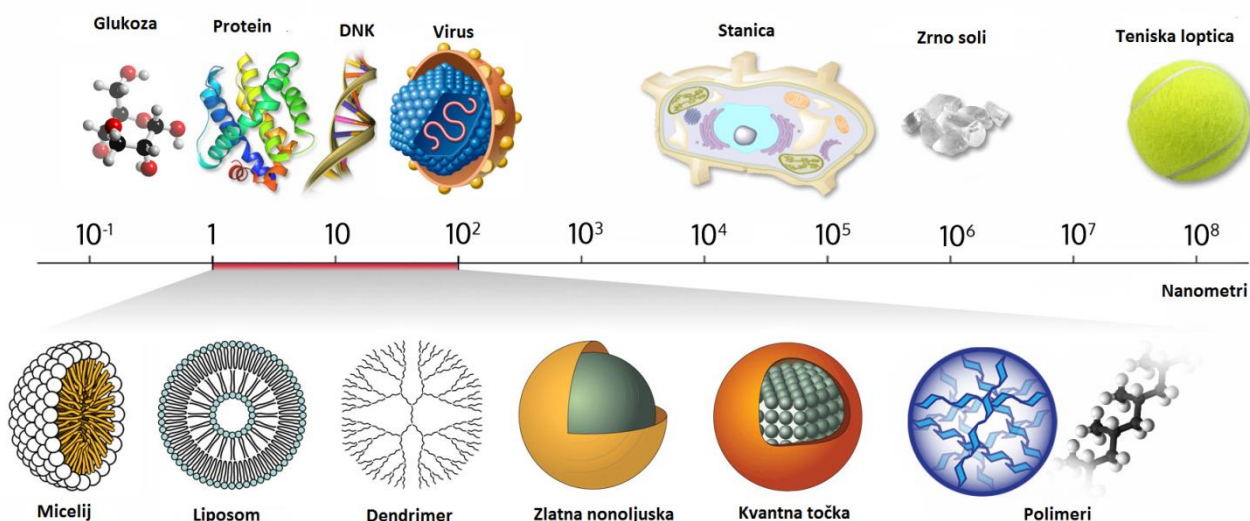 Glukoza
Protein
DNK
Virus
Stanica
Zrno soli
Teniska loptica
10⁻¹
1
10
10²
10³
10⁴
10⁵
10⁶
10⁷
10⁸
Nanometri
Micelij
Liposom
Dendrimer
Zlatna nonoljuska
Kvantna točka
Polimeri